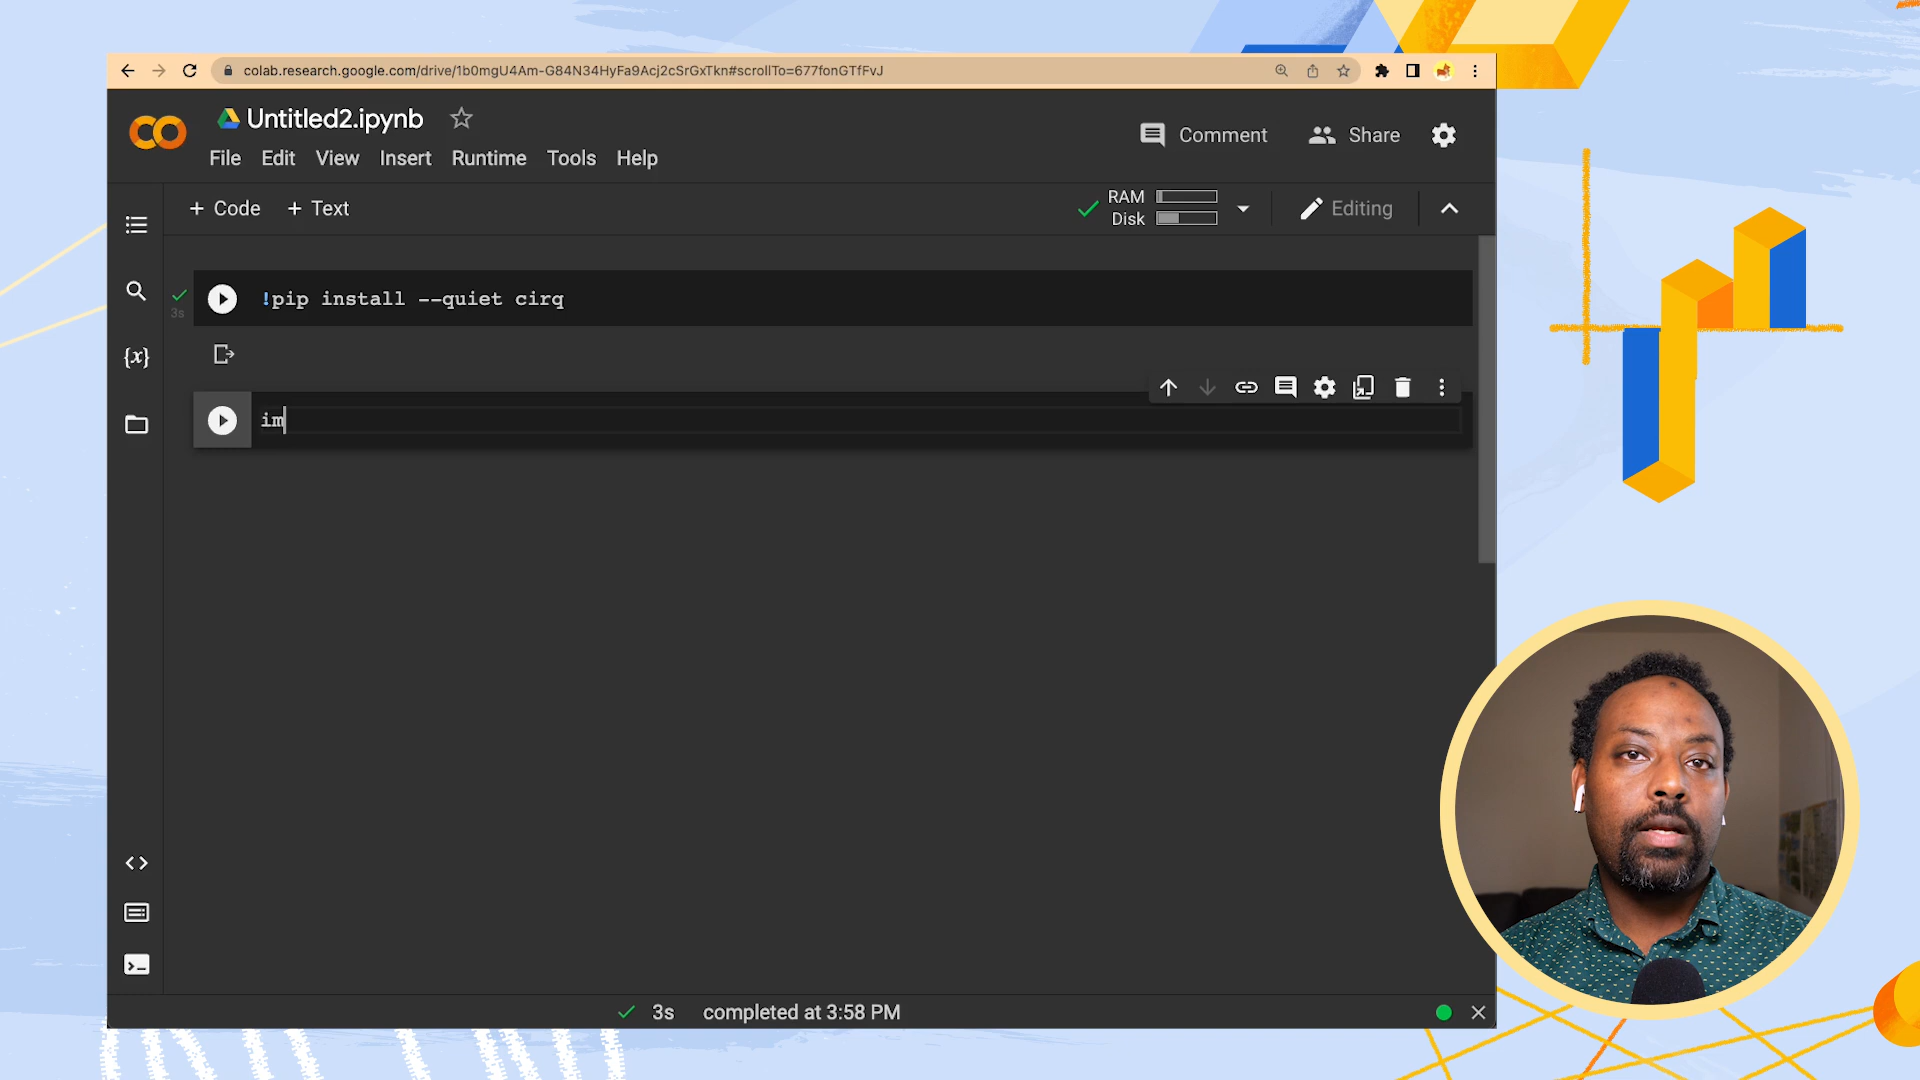 colab.research.google.com/drive/1b0mgU4Am-G84N34HyFa9Acj2cSrGxTkn#scrollTo=677fonGTfFvJ
CO
Untitled2.ipynb
Comment
Share
File Edit View Insert Runtime Tools Help
+ Code
+ Text
RAM
Disk
Editing
3s
!pip install --quiet cirq
{x}
im
3s completed at 3:58 PM